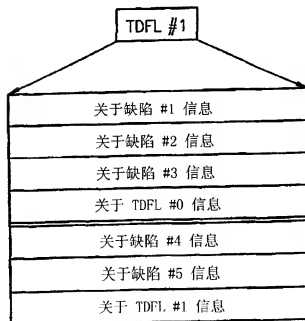 TDFL #1
关于缺陷 #1 信息
关于缺陷 #2 信息
关于缺陷 #3 信息
关于 TDFL #0 信息
关于缺陷 #4 信息
关于缺陷 #5 信息
关于 TDFL #1 信息